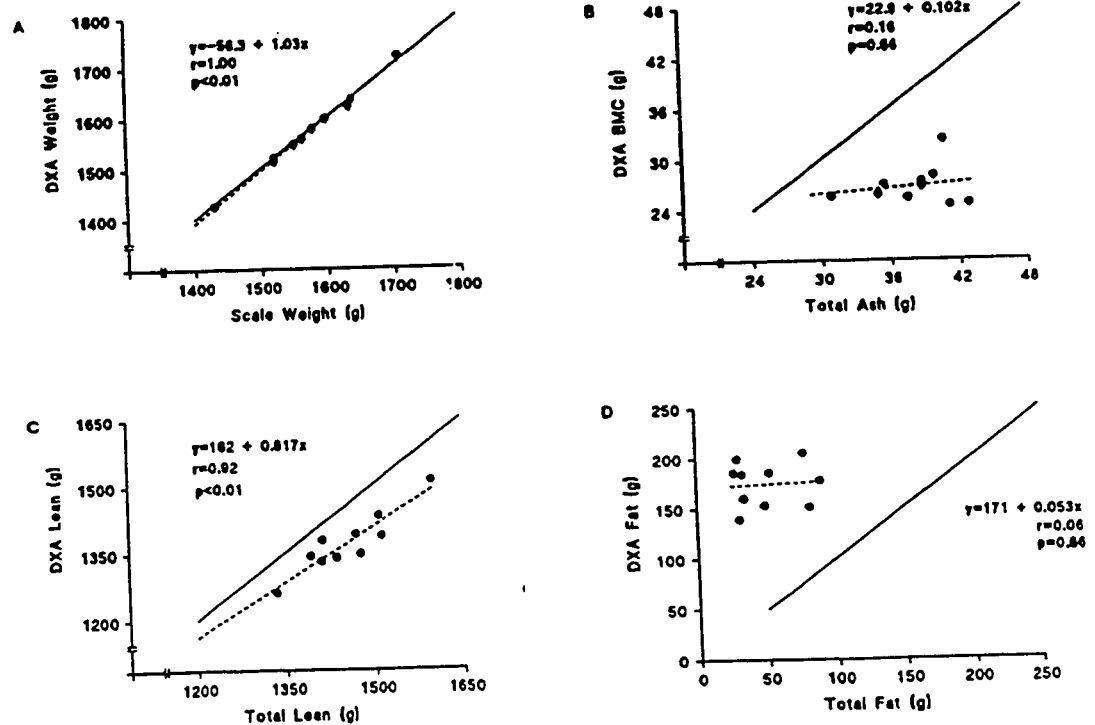 A
1800
1700
1600
1500
1400
DXA Weight (g)
y=-56.3 + 1.03x
r=1.00
p<0.01
1400 1500 1600 1700 1800
Scale Weight (g)
B
48
42
36
30
24
DXA BMC (g)
y=22.9 + 0.102x
r=0.16
p=0.66
24 30 36 42 48
Total Ash (g)
C
1650
1500
1350
1200
DXA Lean (g)
y=162 + 0.817x
r=0.92
p<0.01
1200 1350 1500 1650
Total Lean (g)
D
250
200
150
100
50
0
DXA Fat (g)
y=171 + 0.053x
r=0.06
p=0.86
0 50 100 150 200 250
Total Fat (g)